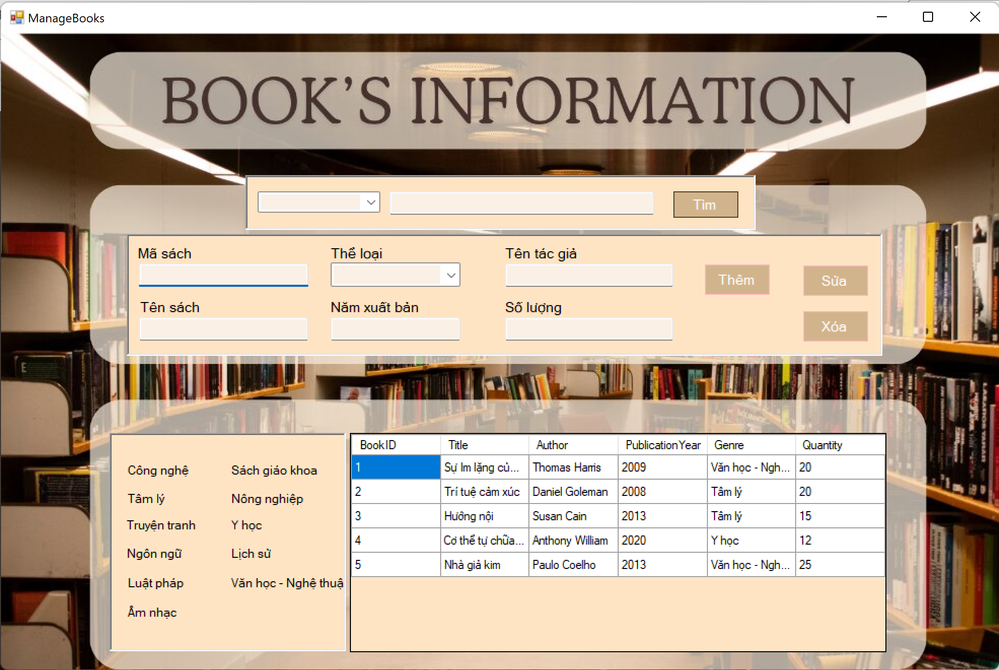 ManageBooks
BOOK'S INFORMATION
Tìm
Mã sách Thể loại Tên tác giả
Thêm Sửa
Tên sách Năm xuất bản Số lượng
Xóa
Công nghệ Sách giáo khoa
Tâm lý Nông nghiệp
Truyện tranh Y học
Ngôn ngữ Lịch sử
Luật pháp Văn học - Nghệ thuậ
Âm nhạc
BookID Title Author PublicationYear Genre Quantity
1 Sự Im lặng củ... Thomas Harris 2009 Văn học - Ngh... 20
2 Trí tuệ cảm xúc Daniel Goleman 2008 Tâm lý 20
3 Hướng nội Susan Cain 2013 Tâm lý 15
4 Cơ thể tự chữa... Anthony William 2020 Y học 12
5 Nhà giả kim Paulo Coelho 2013 Văn học - Ngh... 25